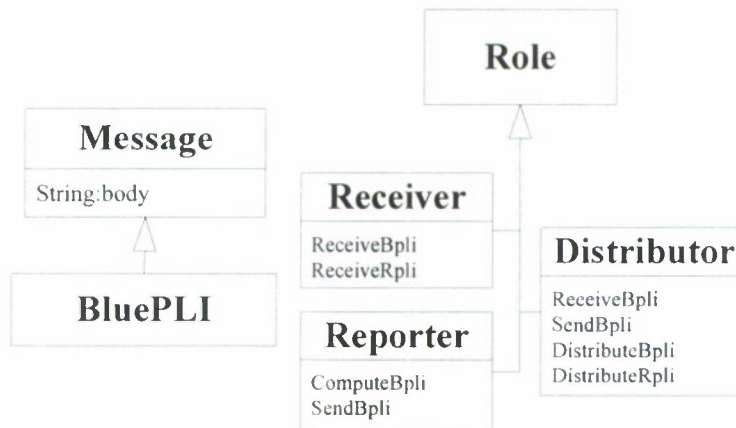 Role
Message
String:body
BluePLI
Receiver
ReceiveBpli
ReceiveRpli
Reporter
ComputeBpli
SendBpli
Distributor
ReceiveBpli
SendBpli
DistributeBpli
DistributeRpli